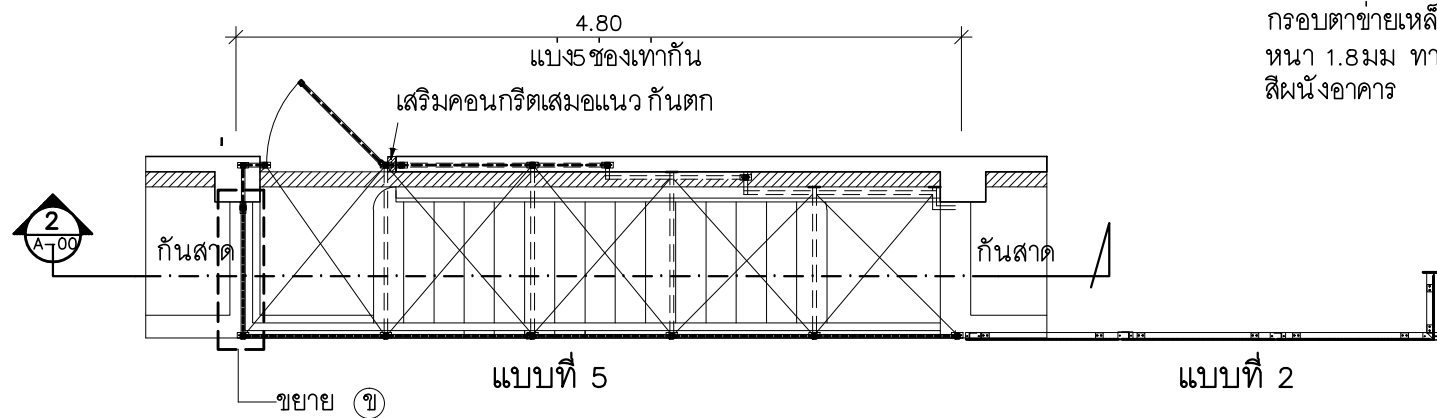 4.80
แบ่ง5 ช่องเท่ากัน
เสริมคอนกรีตเสมอแนว กันตก
หนา 1.8มม
สีผนังอาคาร
2
A-00
กันสาด
กันสาด
แบบที่ 5
แบบที่ 2
ขยาย ข